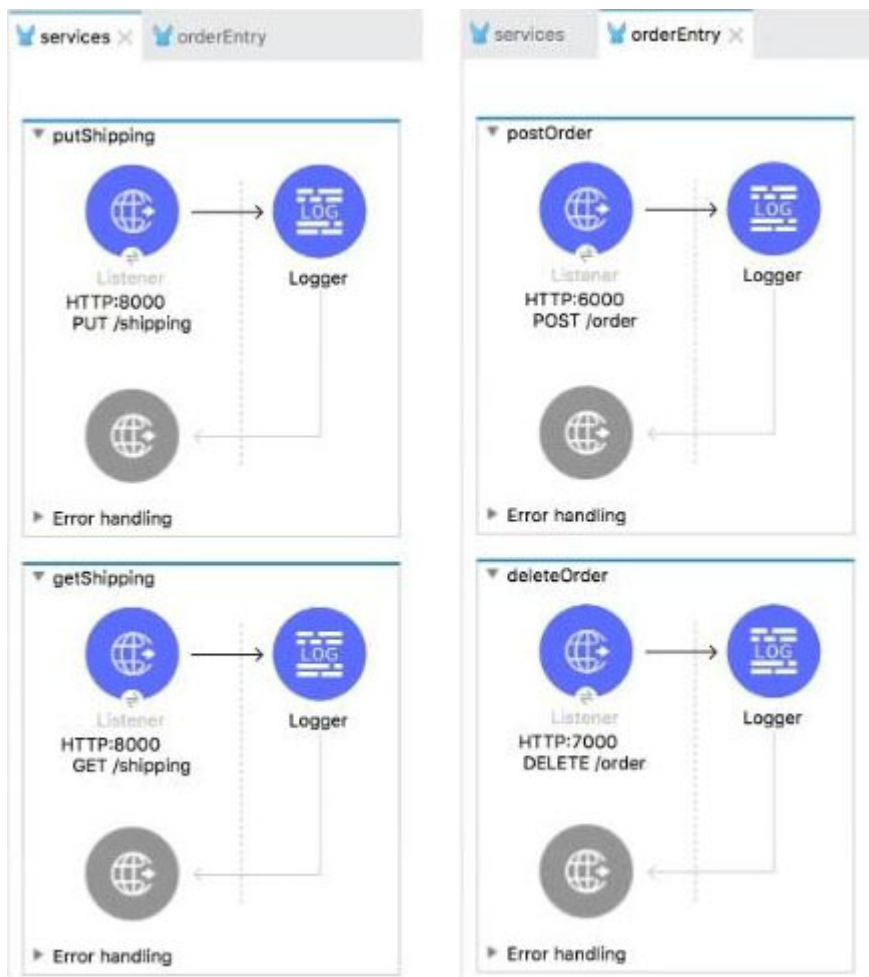 services
orderEntry
services
orderEntry
putShipping
LOG
Listener
Logger
HTTP:8000
PUT /shipping
Error handling
getShipping
LOG
Listener
Logger
HTTP:8000
GET /shipping
Error handling
postOrder
LOG
Listener
Logger
HTTP:6000
POST /order
Error handling
deleteOrder
LOG
Listener
Logger
HTTP:7000
DELETE /order
Error handling